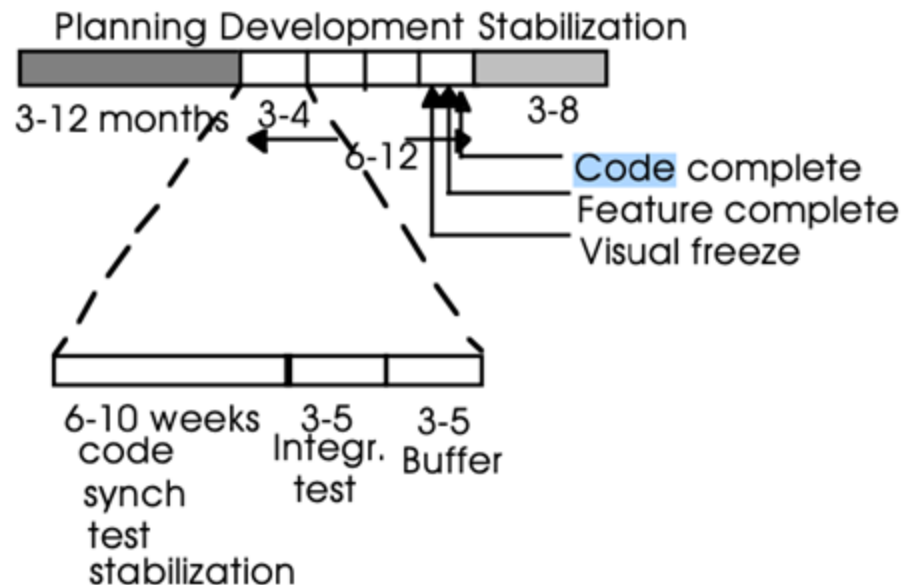 Planning Development Stabilization
3-12 months
3-4
3-8
6-12
Code complete
Feature complete
Visual freeze
6-10 weeks
code
synch
test
stabilization
3-5
Integr.
test
3-5
Buffer